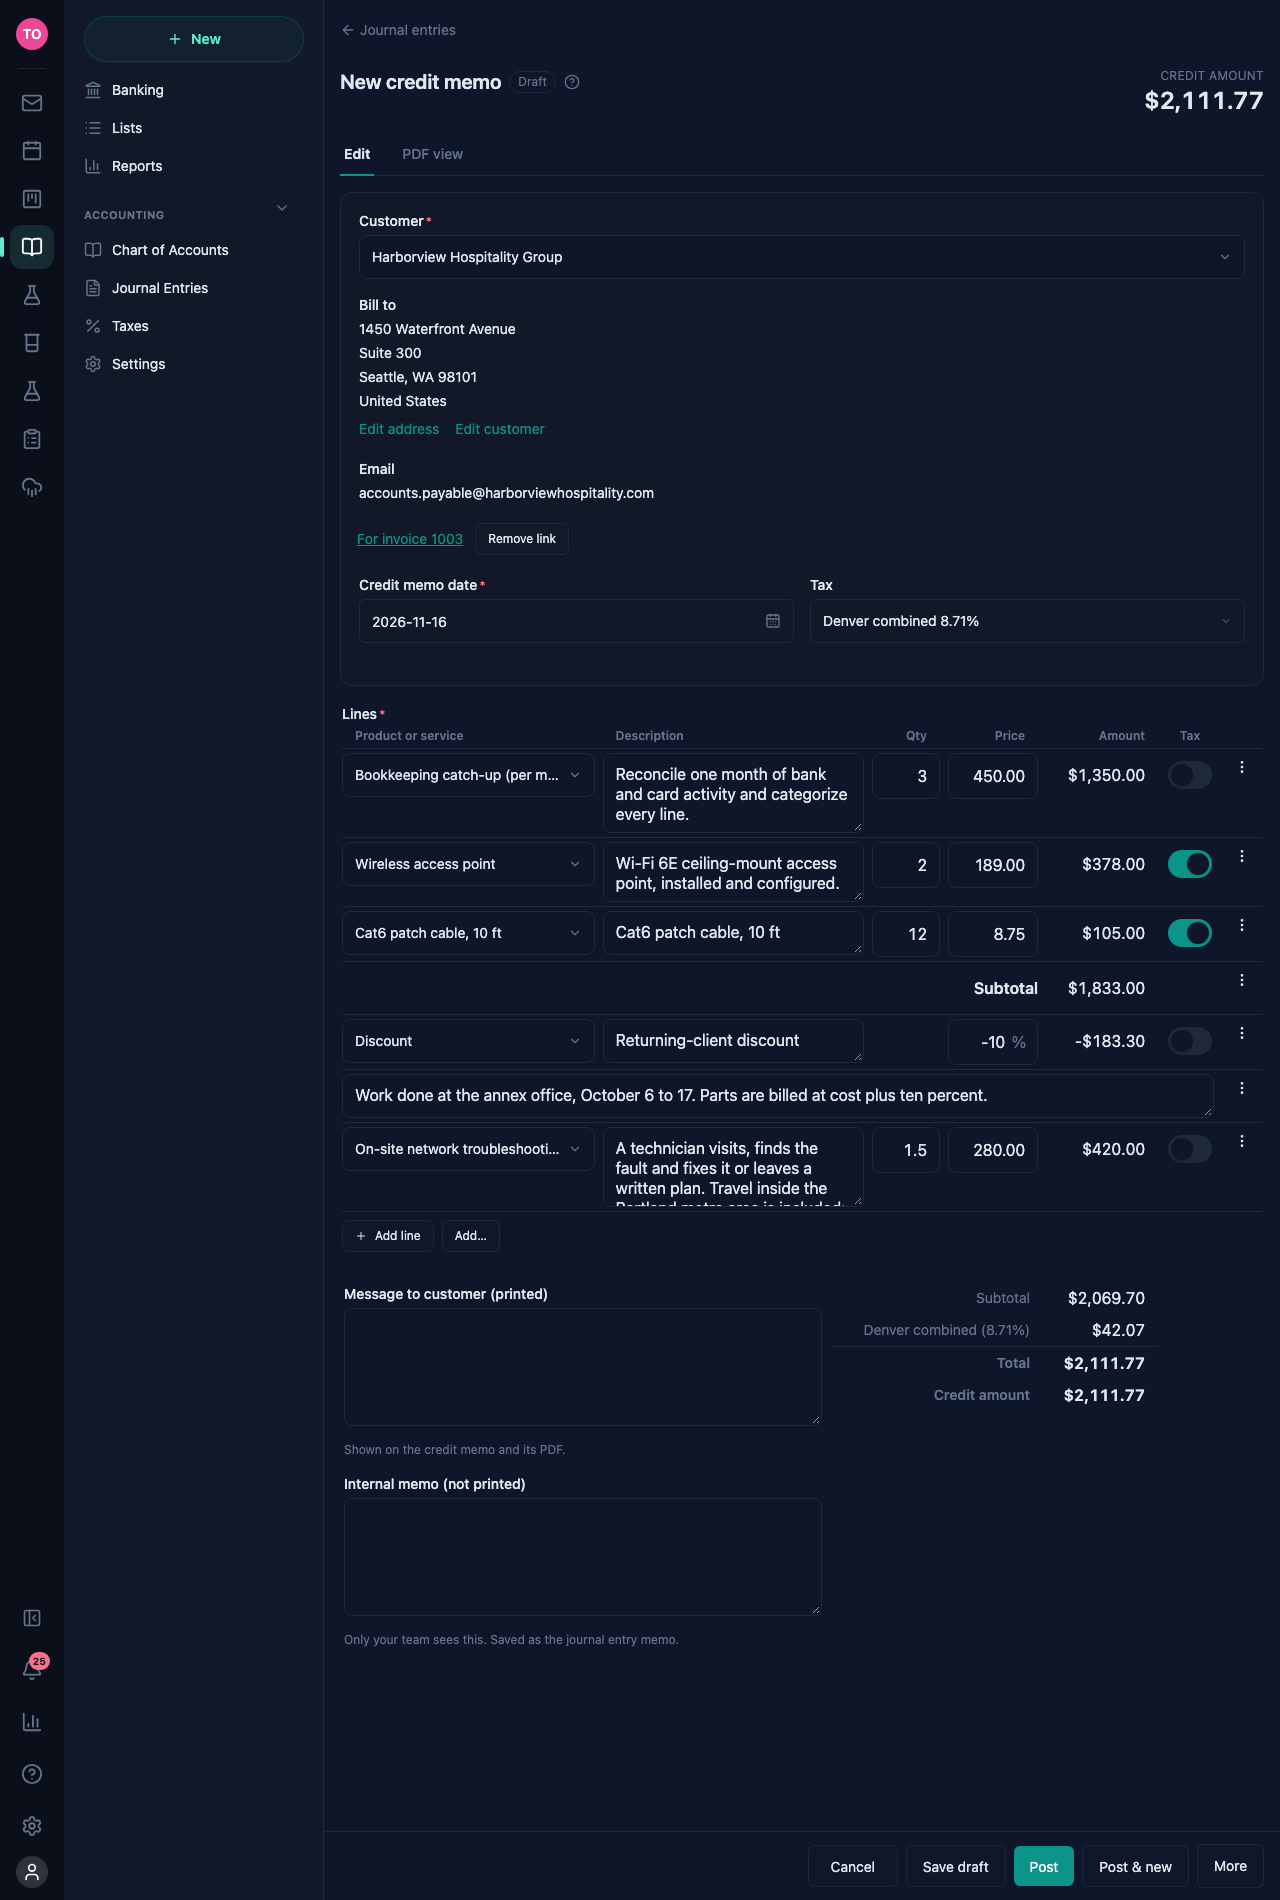 TO
New
Banking
Lists
Reports
ACCOUNTING
Chart of Accounts
Journal Entries
Taxes
Settings
25
Journal entries
New credit memo Draft
CREDIT AMOUNT
$2,111.77
Edit PDF view
Customer*
Harborview Hospitality Group
Bill to
1450 Waterfront Avenue
Suite 300
Seattle, WA 98101
United States
Edit address Edit customer
Email
accounts.payable@harborviewhospitality.com
For invoice 1003 Remove link
Credit memo date* Tax
2026-11-16 Denver combined 8.71%
Lines*
Product or service Description Qty Price Amount Tax
Bookkeeping catch-up (per m... Reconcile one month of bank 3 450.00 $1,350.00
and card activity and categorize
every line.
Wireless access point Wi-Fi 6E ceiling-mount access 2 189.00 $378.00
point, installed and configured.
Cat6 patch cable, 10 ft Cat6 patch cable, 10 ft 12 8.75 $105.00
Subtotal $1,833.00
Discount Returning-client discount -10 % -$183.30
Work done at the annex office, October 6 to 17. Parts are billed at cost plus ten percent.
On-site network troubleshooti... A technician visits, finds the 1.5 280.00 $420.00
fault and fixes it or leaves a
written plan. Travel inside the
Portland metro area is included;
Add line Add...
Message to customer (printed)
Shown on the credit memo and its PDF.
Internal memo (not printed)
Only your team sees this. Saved as the journal entry memo.
Subtotal $2,069.70
Denver combined (8.71%) $42.07
Total $2,111.77
Credit amount $2,111.77
Cancel Save draft Post Post & new More